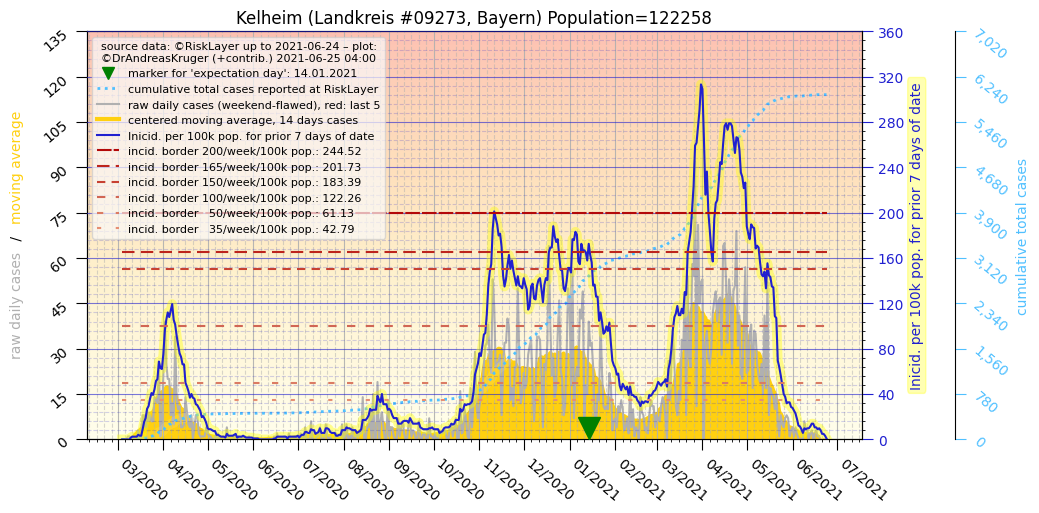 Kelheim (Landkreis #09273, Bayern) Population=122258
source data: ©RiskLayer up to 2021-06-24 – plot:
©DrAndreasKruger (+contrib.) 2021-06-25 04:00
marker for 'expectation day': 14.01.2021
cumulative total cases reported at RiskLayer
raw daily cases (weekend-flawed), red: last 5
centered moving average, 14 days cases
Inicid. per 100k pop. for prior 7 days of date
incid. border 200/week/100k pop.: 244.52
incid. border 165/week/100k pop.: 201.73
incid. border 150/week/100k pop.: 183.39
incid. border 100/week/100k pop.: 122.26
incid. border   50/week/100k pop.: 61.13
incid. border   35/week/100k pop.: 42.79
raw daily cases / moving average
135
120
105
90
75
60
45
30
15
0
360
320
280
240
200
160
120
80
40
0
Inicid. per 100k pop. for prior 7 days of date
7,020
6,240
5,460
4,680
3,900
3,120
2,340
1,560
780
0
cumulative total cases
03/2020
04/2020
05/2020
06/2020
07/2020
08/2020
09/2020
10/2020
11/2020
12/2020
01/2021
02/2021
03/2021
04/2021
05/2021
06/2021
07/2021